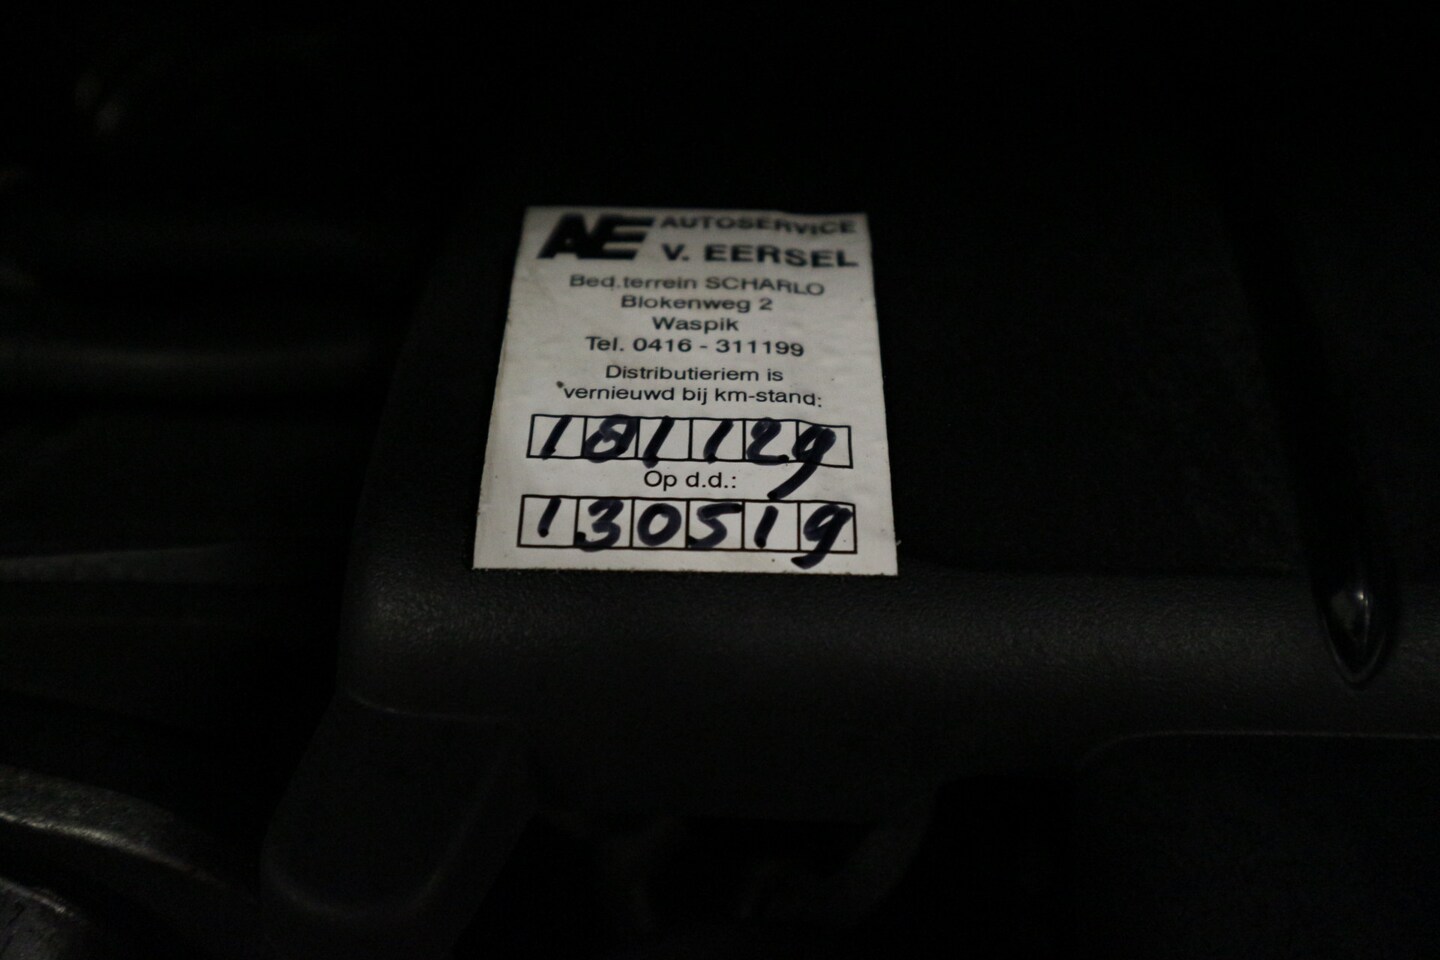 AE AUTOSERVICE
V. EERSEL
Bed.terrein SCHARLO
Blokenweg 2
Waspik
Tel. 0416 - 311199
Distributieriem is
vernieuwd bij km-stand:
181129
Op d.d.:
130519